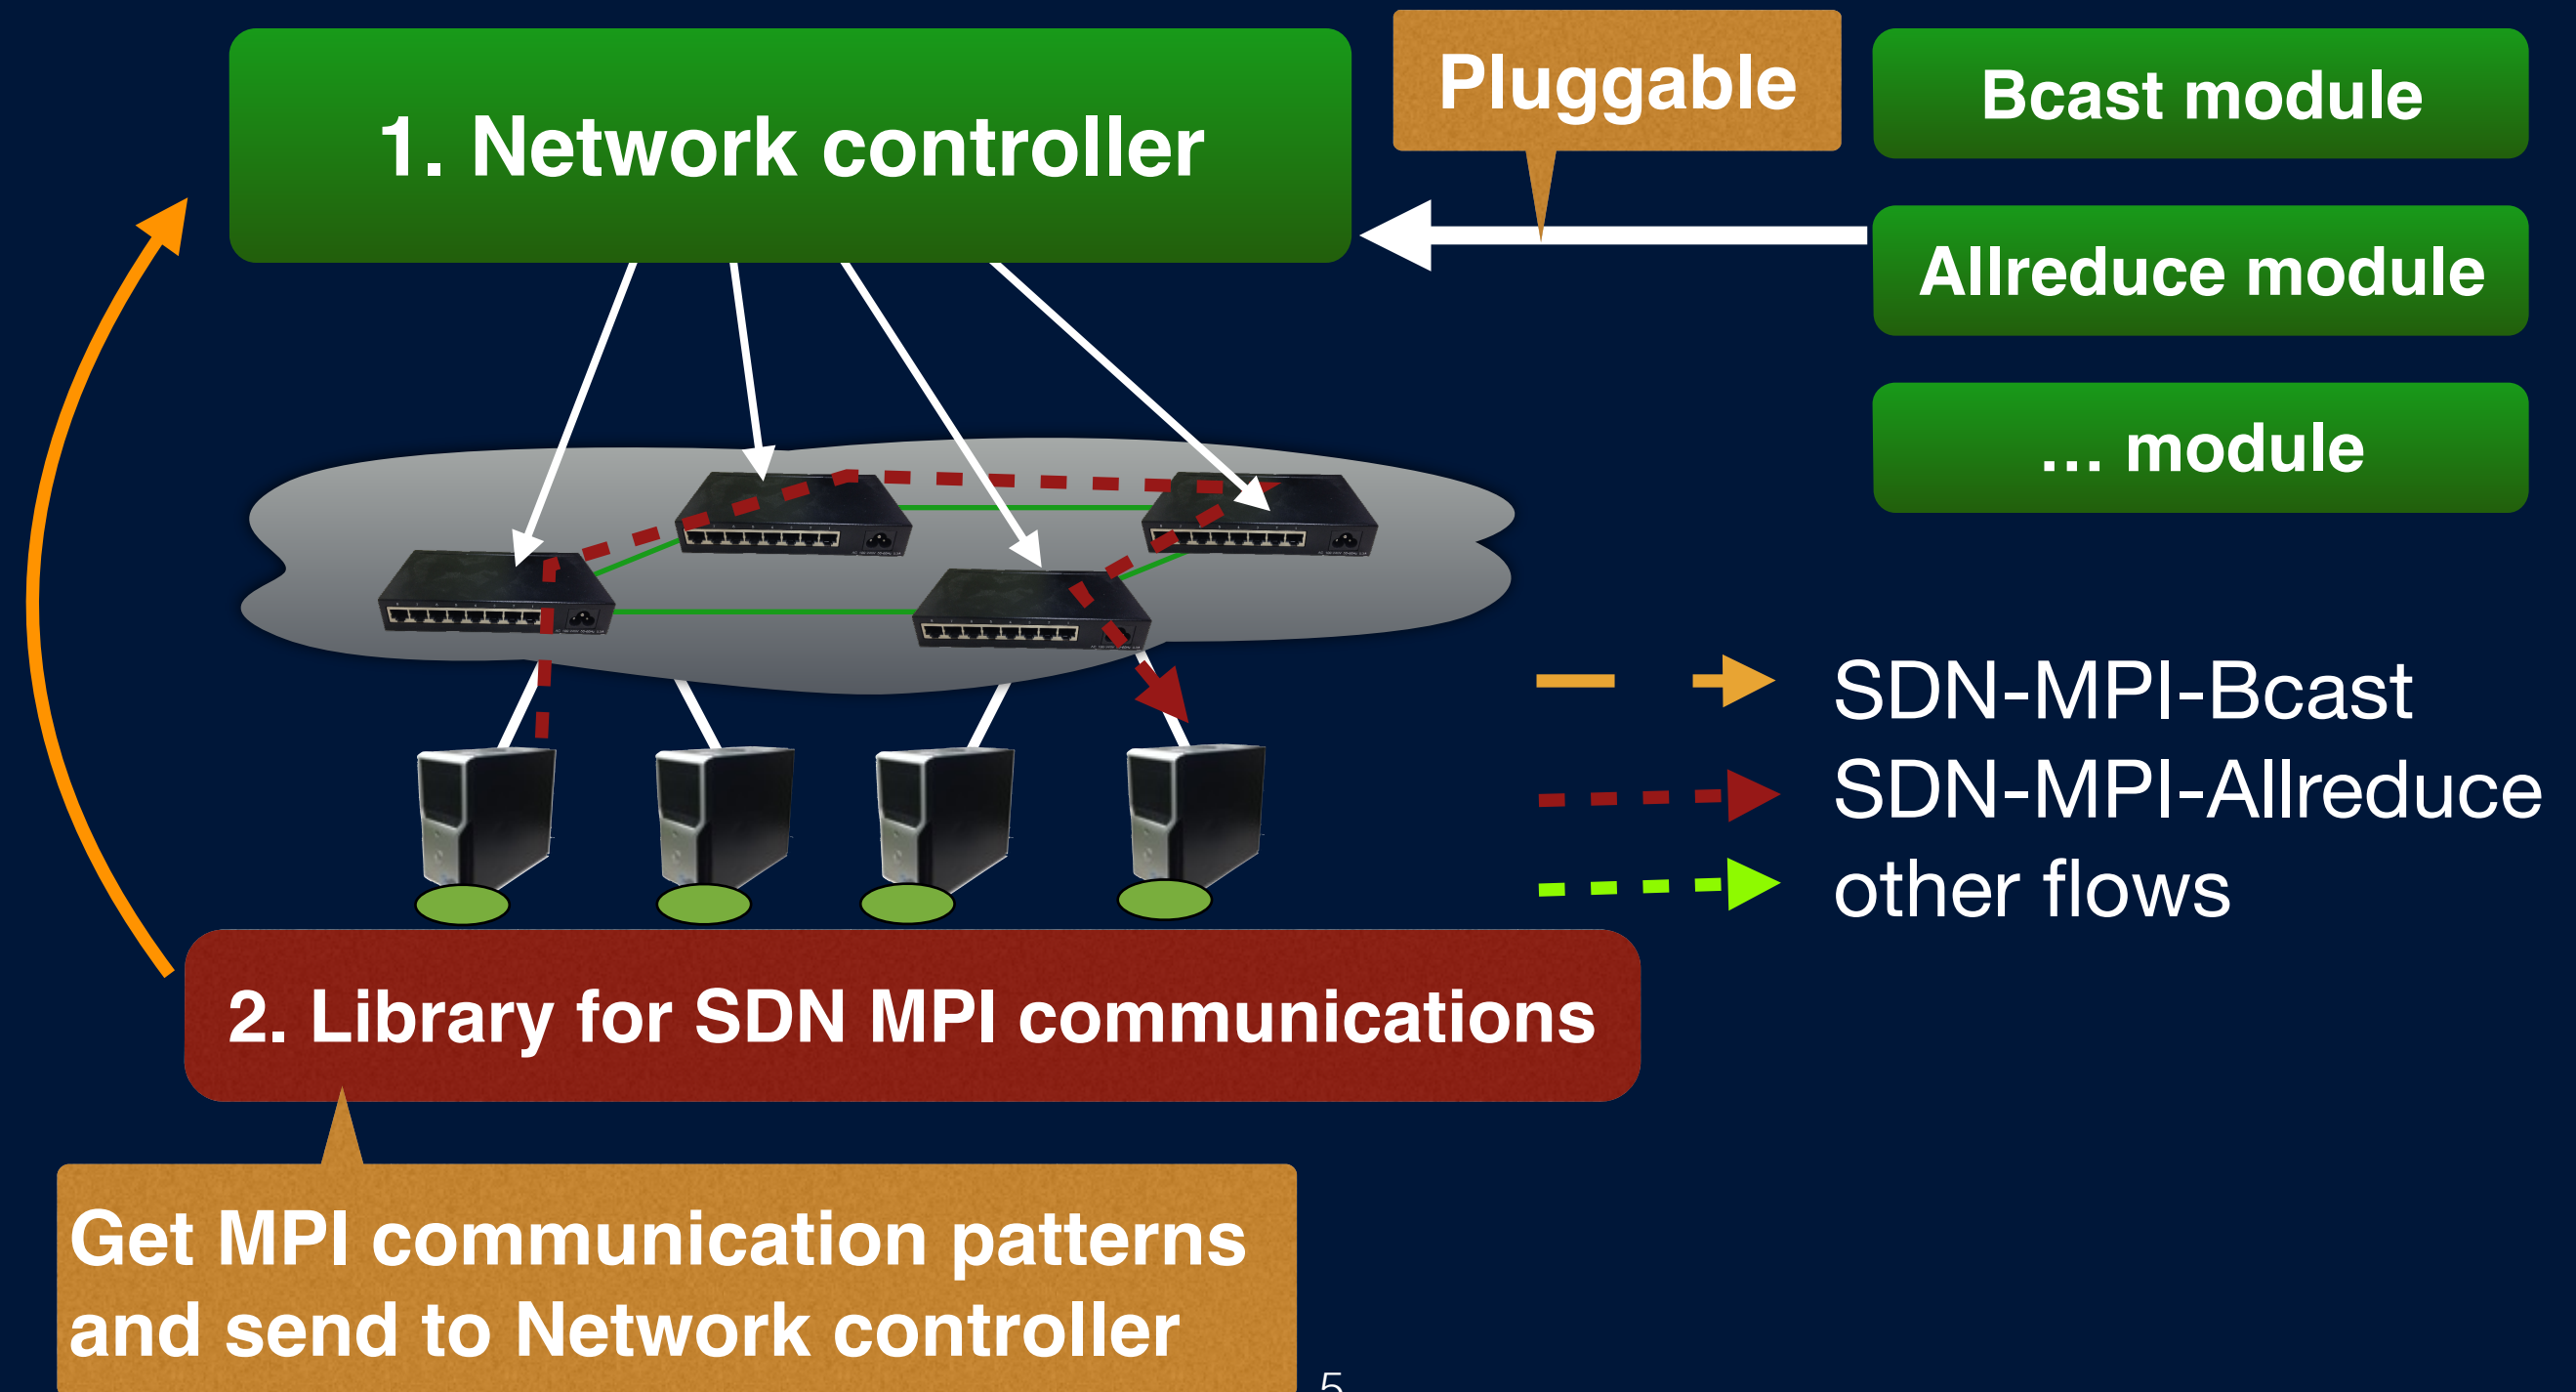 1. Network controller
Pluggable
Bcast module
Allreduce module
... module
SDN-MPI-Bcast
SDN-MPI-Allreduce
other flows
2. Library for SDN MPI communications
Get MPI communication patterns
and send to Network controller
5